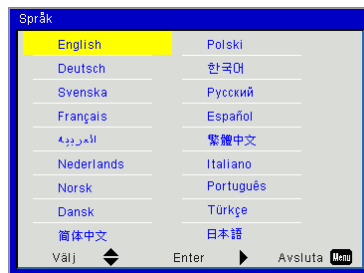 Språk
English
Deutsch
Svenska
Français
العربية
Nederlands
Norsk
Dansk
简体中文
Polski
한국어
Русский
Español
繁體中文
Italiano
Português
Türkçe
日本語
Välj Enter Avsluta Menu